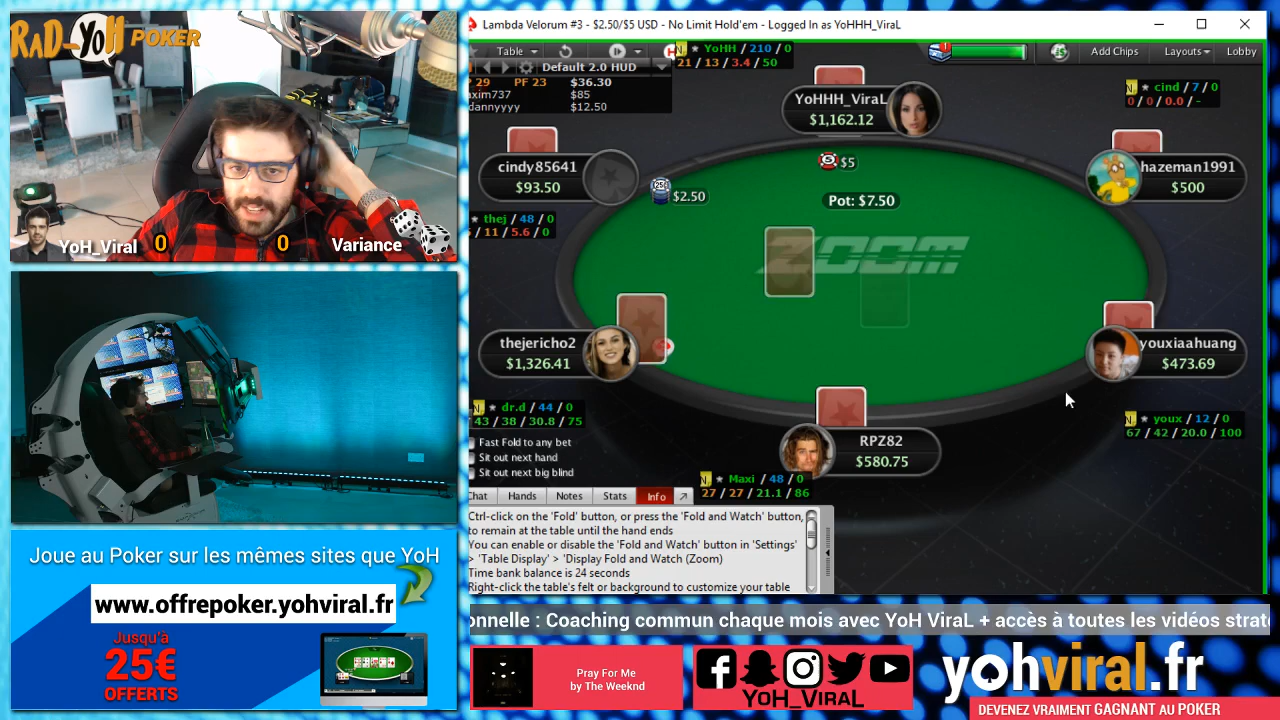 RAD-YOH POKER
YoH_Viral 0
0 Variance
Joue au Poker sur les mêmes sites que YoH
www.offrepoker.yohviral.fr
Jusqu'à
25€
OFFERTS
Lambda Velorum #3 - $2.50/$5 USD - No Limit Hold'em - Logged In as YoHHH_ViraL
Table
Add Chips
Layouts
Lobby
YoHH / 210 / 0
21 / 13 / 3.4 / 50
Default 2.0 HUD
29 PF 23 $36.30
$85
dannyyyy $12.50
YoHHH_ViraL
$1,162.12
cind / 7 / 0
0 / 0 / 0.0 / -
cindy85641
$93.50
hazeman1991
$500
$5
$2.50
Pot: $7.50
thej / 48 / 0
/ 11 / 5.6 / 0
ZOOM
thejericho2
$1,326.41
youxiaahuang
$473.69
dr.d / 44 / 0
43 / 38 / 30.8 / 75
youx / 12 / 0
67 / 42 / 20.0 / 100
RPZ82
$580.75
Fast Fold to any bet
Sit out next hand
Sit out next big blind
Maxi / 48 / 0
27 / 27 / 21.1 / 86
Chat Hands Notes Stats Info
Ctrl-click on the 'Fold' button, or press the 'Fold and Watch' button,
to remain at the table until the hand ends
You can enable or disable the 'Fold and Watch' button in 'Settings'
> 'Table Display' > 'Display Fold and Watch (Zoom)
Time bank balance is 24 seconds
Right-click the table's felt or background to customize your table
onnelle : Coaching commun chaque mois avec YoH ViraL + accès à toutes les vidéos strat
Pray For Me
by The Weeknd
YoH_ViraL
yohviral.fr
DEVENEZ VRAIMENT GAGNANT AU POKER